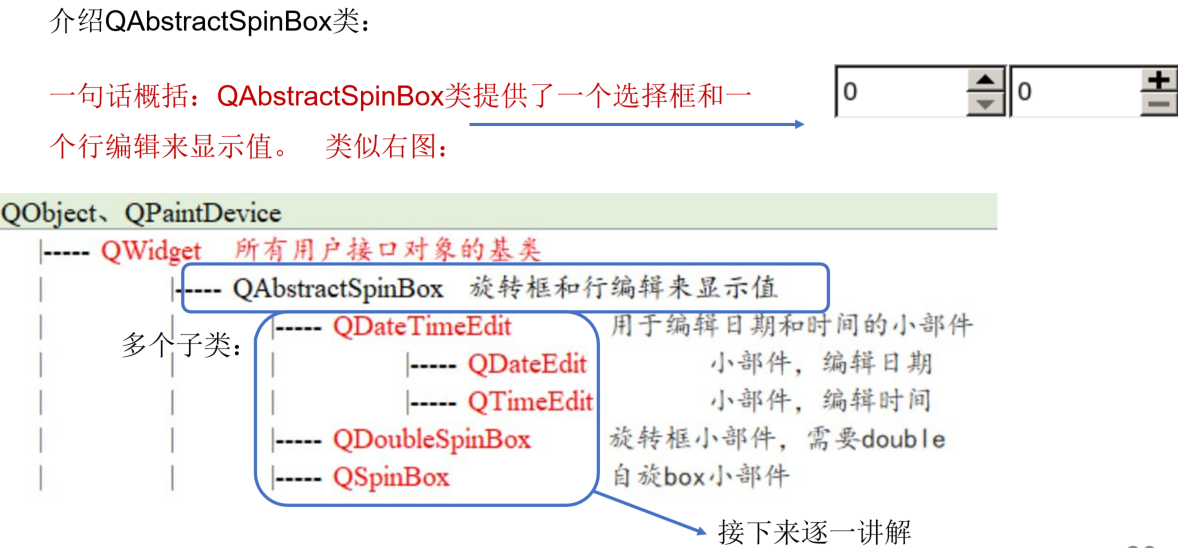 介绍QAbstractSpinBox类：
一句话概括：QAbstractSpinBox类提供了一个选择框和一
个行编辑来显示值。 类似右图：
0
0
QObject、QPaintDevice
|----- QWidget 所有用户接口对象的基类
|----- QAbstractSpinBox 旋转框和行编辑来显示值
多个子类：
|----- QDateTimeEdit 用于编辑日期和时间的小部件
|----- QDateEdit 小部件，编辑日期
|----- QTimeEdit 小部件，编辑时间
|----- QDoubleSpinBox 旋转框小部件，需要double
|----- QSpinBox 自旋box小部件
接下来逐一讲解